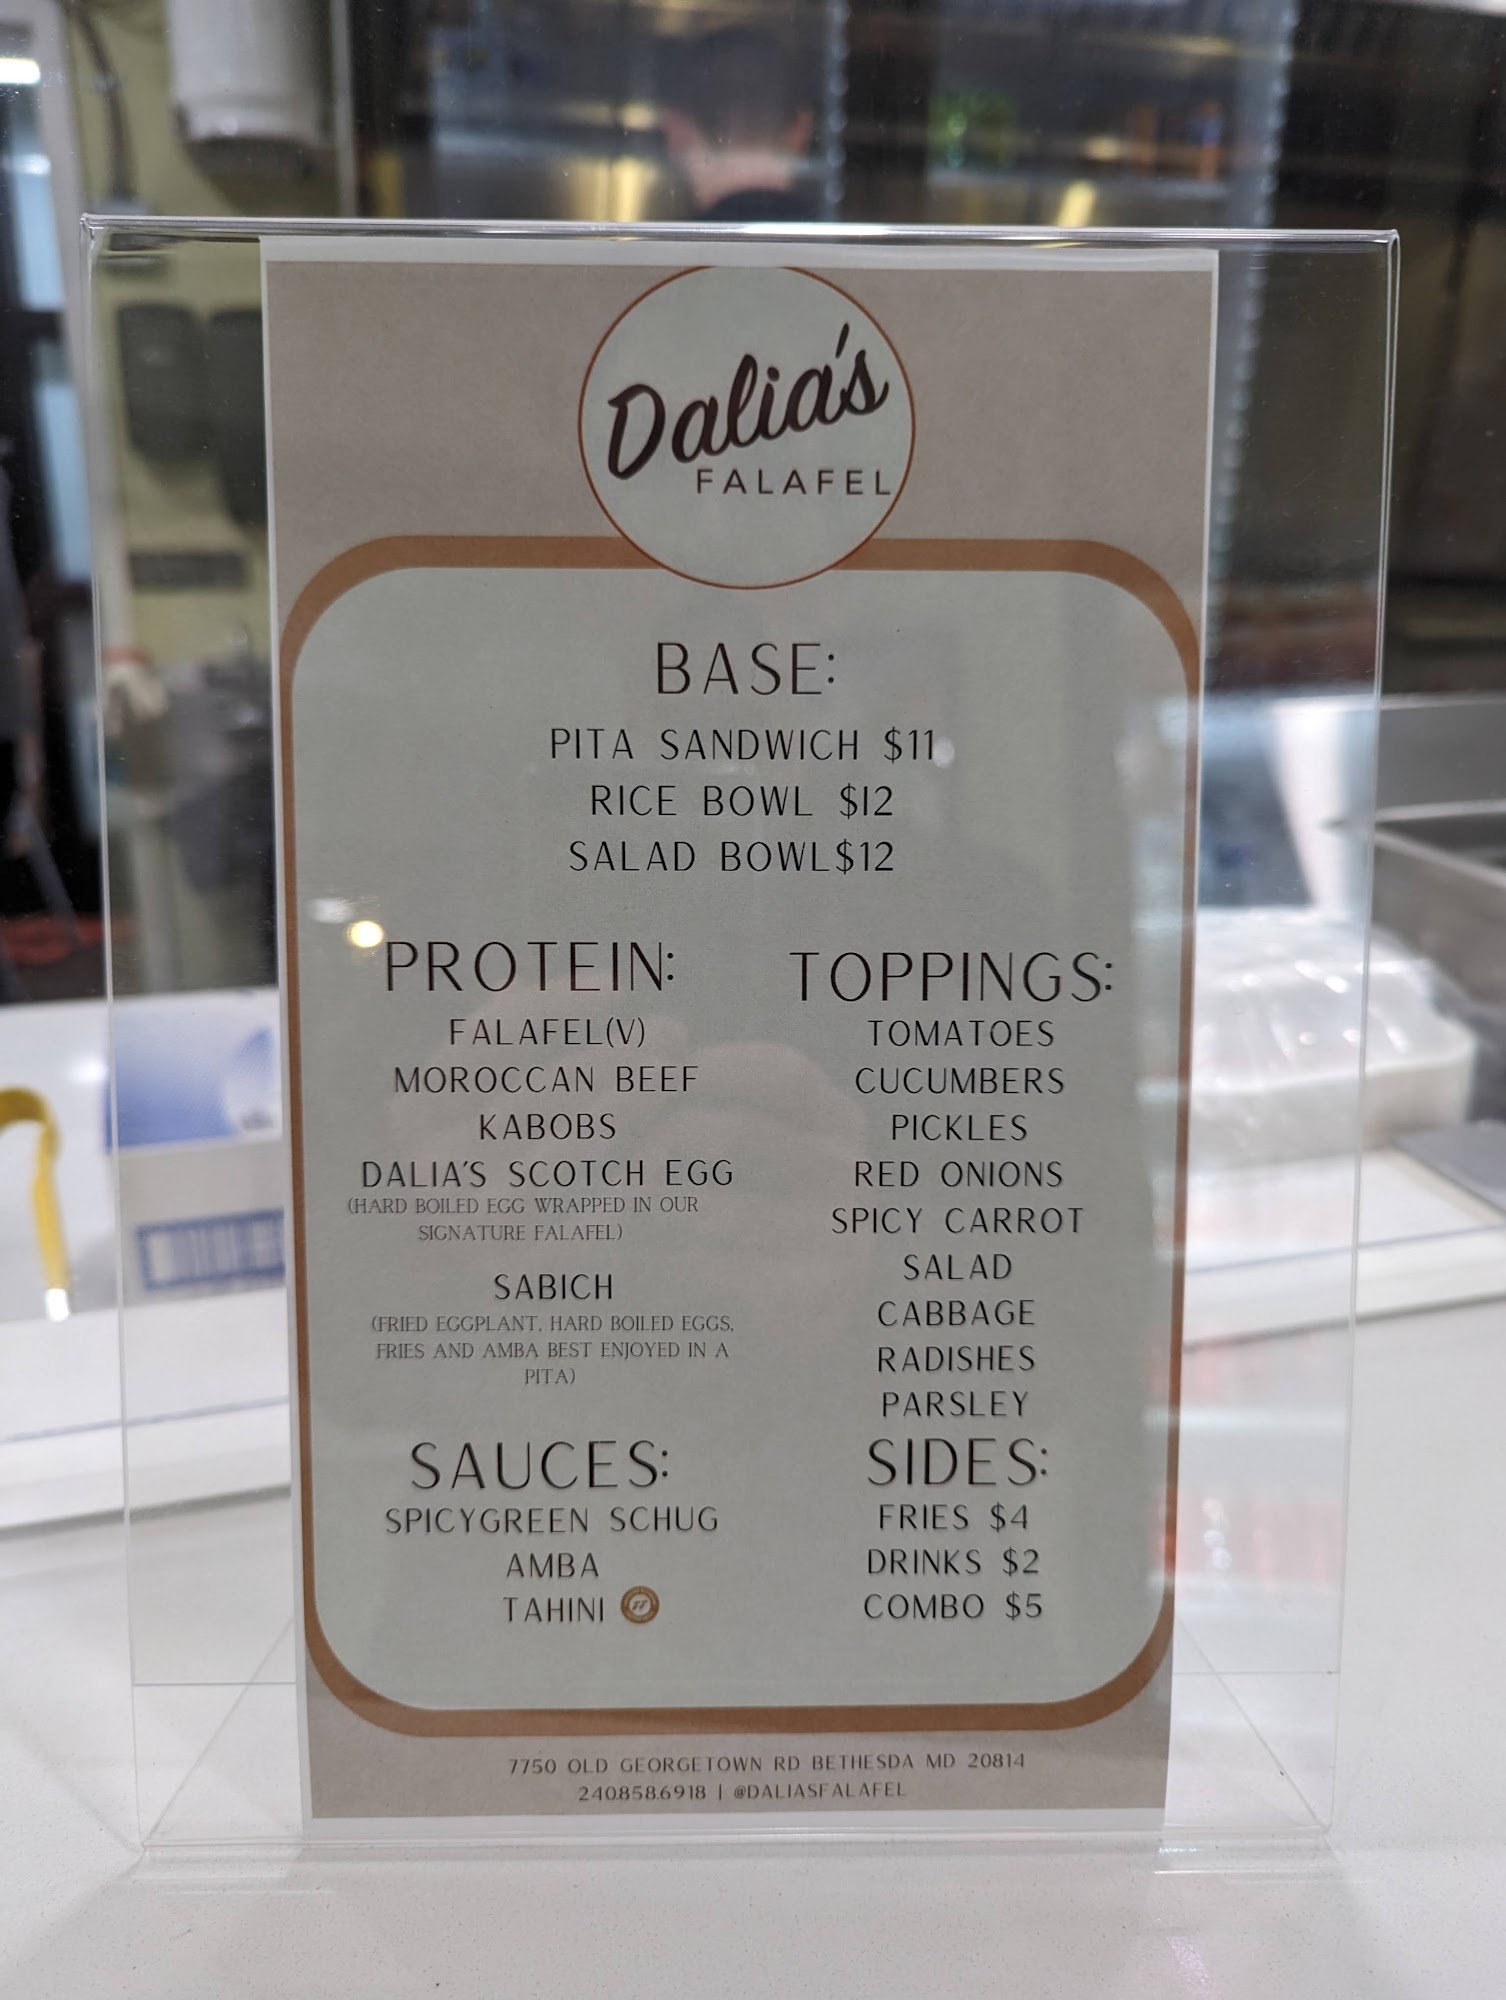 Dalia's
FALAFEL
BASE:
PITA SANDWICH $11
RICE BOWL $12
SALAD BOWL$12
PROTEIN:
FALAFEL(V)
MOROCCAN BEEF
KABOBS
DALIA'S SCOTCH EGG
(HARD BOILED EGG WRAPPED IN OUR
SIGNATURE FALAFEL)
SABICH
(FRIED EGGPLANT, HARD BOILED EGGS,
FRIES AND AMBA BEST ENJOYED IN A
PITA)
TOPPINGS:
TOMATOES
CUCUMBERS
PICKLES
RED ONIONS
SPICY CARROT
SALAD
CABBAGE
RADISHES
PARSLEY
SAUCES:
SPICYGREEN SCHUG
AMBA
TAHINI
SIDES:
FRIES $4
DRINKS $2
COMBO $5
7750 OLD GEORGETOWN RD BETHESDA MD 20814
240.858.6918 | @DALIASFALAFEL